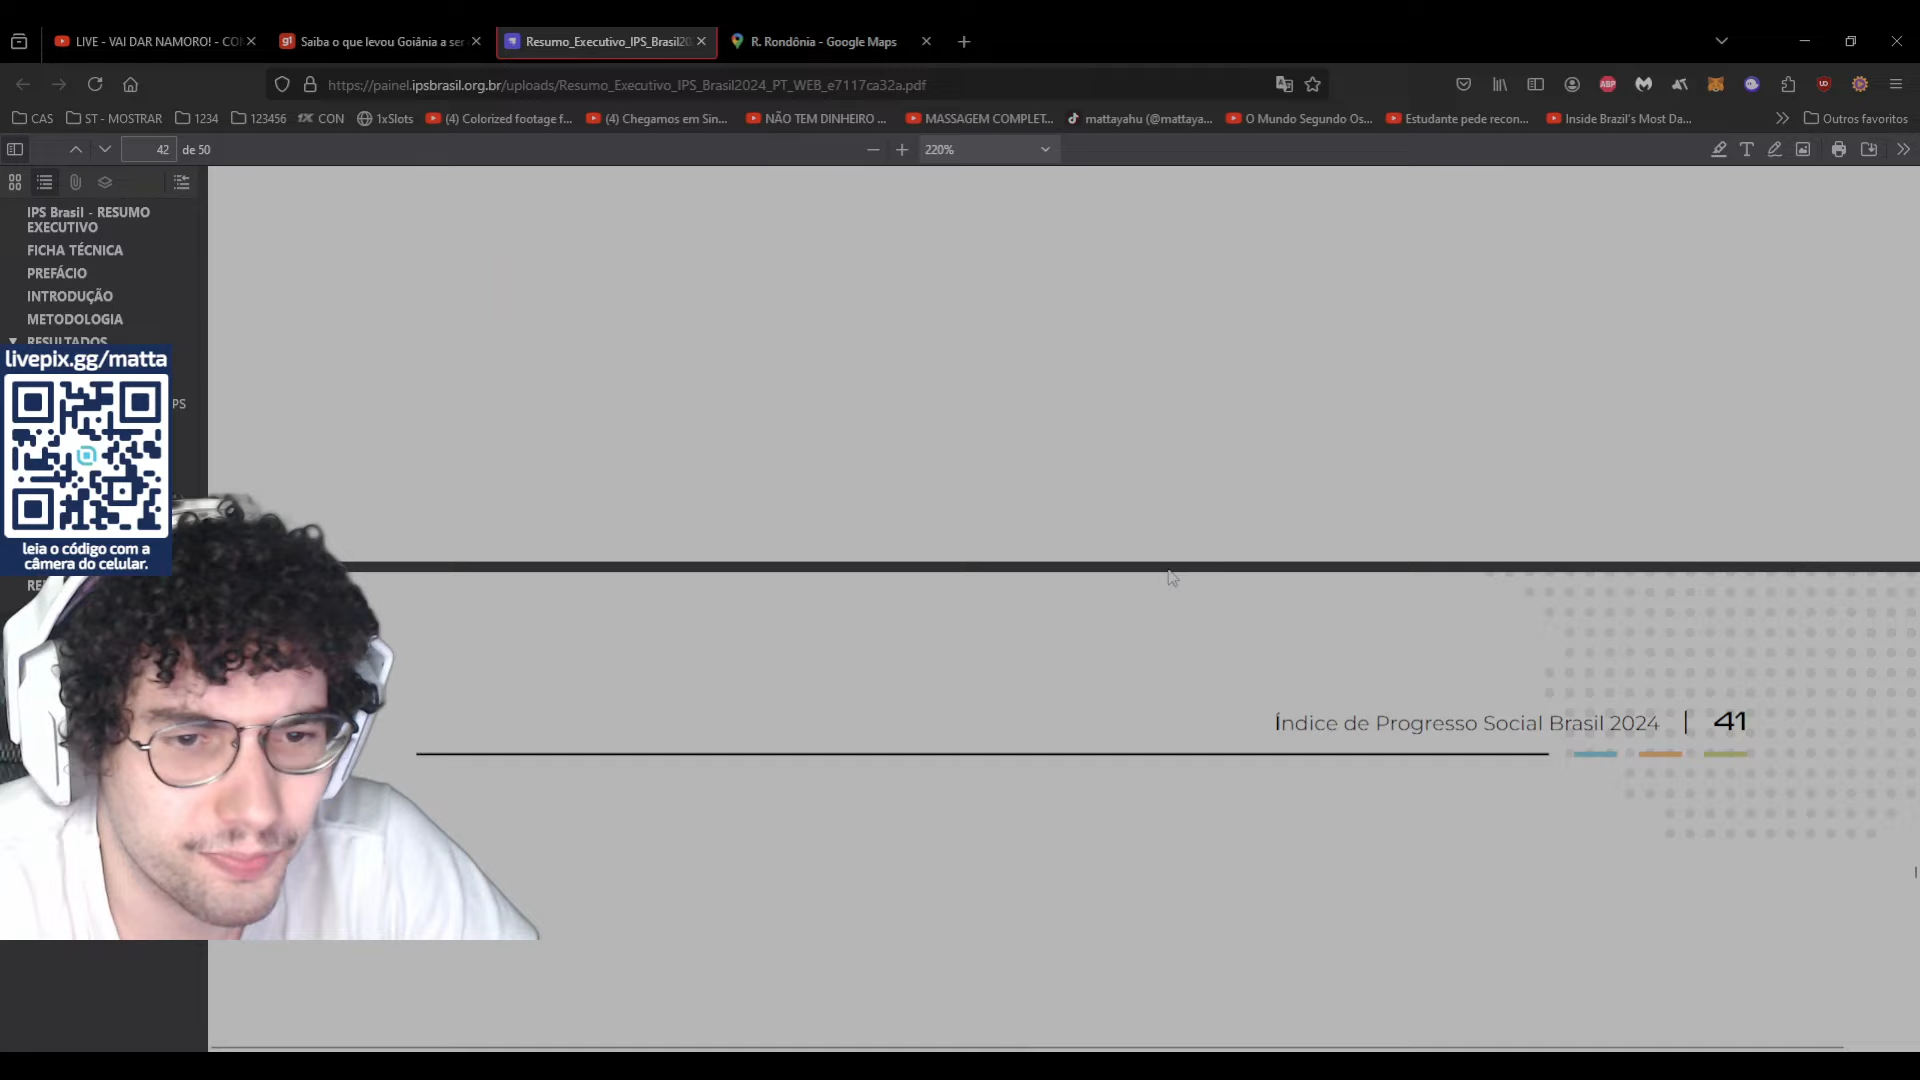 LIVE - VAI DAR NAMORO! - CO
Saiba o que levou Goiânia a ser
Resumo_Executivo_IPS_Brasil20
R. Rondônia - Google Maps
https://painel.ipsbrasil.org.br/uploads/Resumo_Executivo_IPS_Brasil2024_PT_WEB_e7117ca32a.pdf
CAS
ST - MOSTRAR
1234
123456
CON
1xSlots
(4) Colorized footage f...
(4) Chegamos em Sin...
NÃO TEM DINHEIRO ...
MASSAGEM COMPLET...
mattayahu (@mattaya...
O Mundo Segundo Os...
Estudante pede recon...
Inside Brazil's Most Da...
Outros favoritos
42 de 50
220%
IPS Brasil - RESUMO
EXECUTIVO
FICHA TÉCNICA
PREFÁCIO
INTRODUÇÃO
METODOLOGIA
RESULTADOS
livepix.gg/matta
PS
leia o código com a
câmera do celular.
RE
Índice de Progresso Social Brasil 2024 | 41